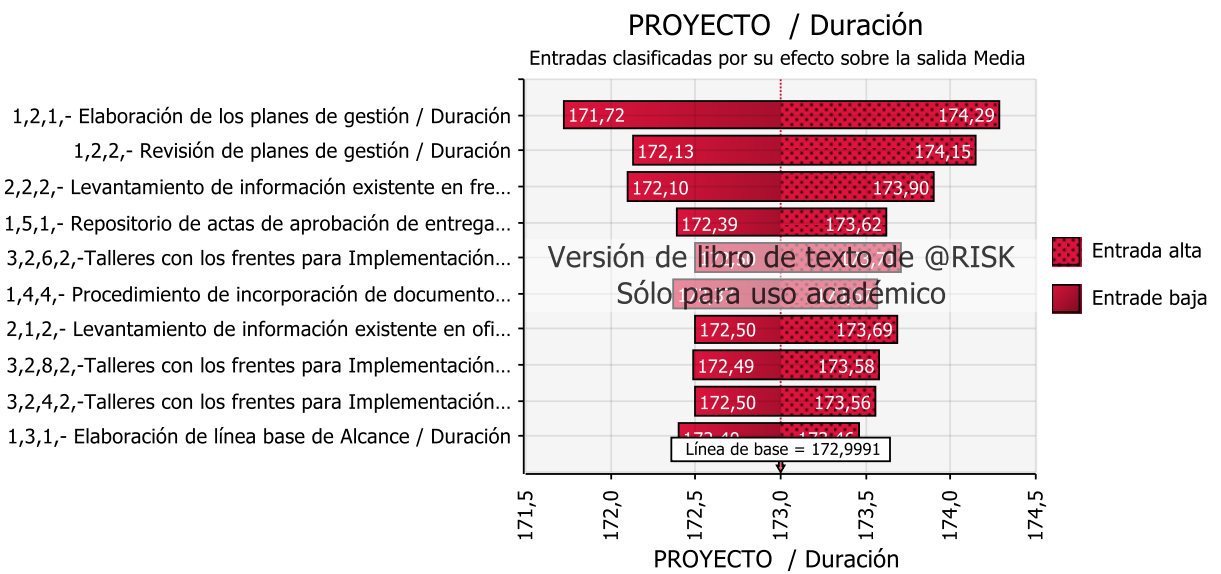 PROYECTO / Duración
Entradas clasificadas por su efecto sobre la salida Media
1,2,1,- Elaboración de los planes de gestión / Duración
171,72
174,29
1,2,2,- Revisión de planes de gestión / Duración
172,13
174,15
2,2,2,- Levantamiento de información existente en fre...
172,10
173,90
1,5,1,- Repositorio de actas de aprobación de entrega...
172,39
173,62
3,2,6,2,-Talleres con los frentes para Implementación...
Versión de libro de texto de @RISK
1,4,4,- Procedimiento de incorporación de documento...
Sólo para uso académico
2,1,2,- Levantamiento de información existente en ofi...
172,50
173,69
3,2,8,2,-Talleres con los frentes para Implementación...
172,49
173,58
3,2,4,2,-Talleres con los frentes para Implementación...
172,50
173,56
1,3,1,- Elaboración de línea base de Alcance / Duración
172,40
173,46
Línea de base = 172,9991
Entrada alta
Entrade baja
171,5
172,0
172,5
173,0
173,5
174,0
174,5
PROYECTO / Duración